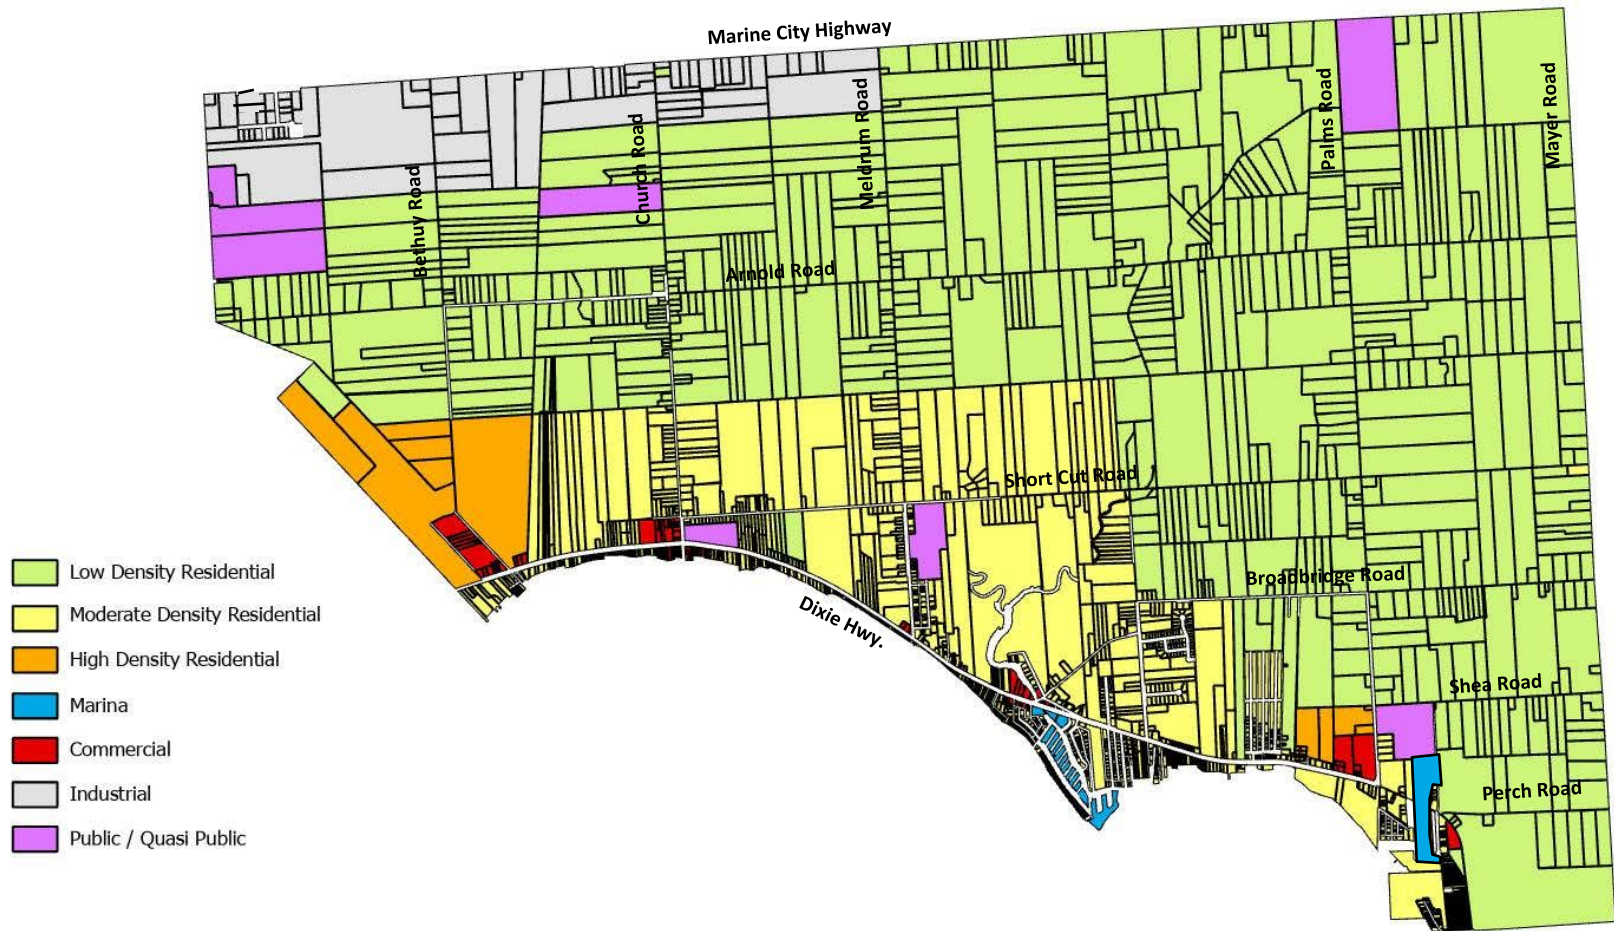 Marine City Highway
Palms Road
Mayer Road
Meldrum Road
Church Road
Bethuy Road
Arnold Road
Short Cut Road
Low Density Residential
Broadbridge Road
Moderate Density Residential
Dixie Hwy.
High Density Residential
Shea Road
Marina
Commercial
Perch Road
Industrial
Public / Quasi Public